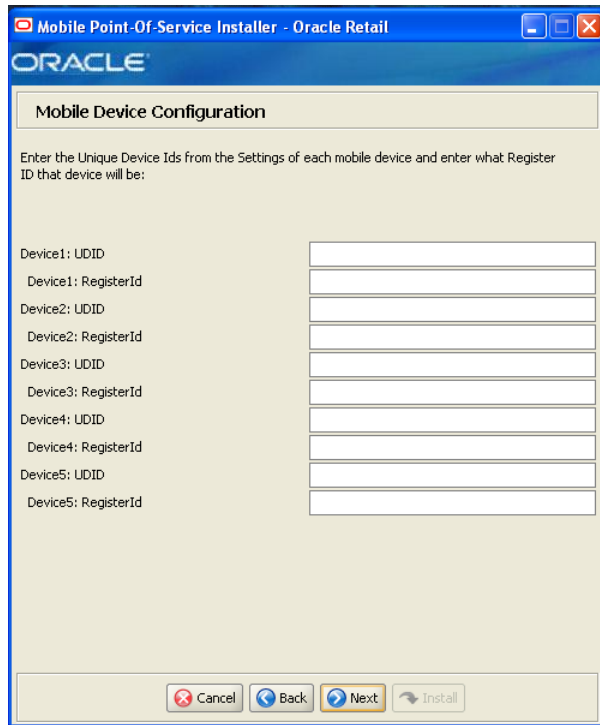 Mobile Point-Of-Service Installer - Oracle Retail
ORACLE
Mobile Device Configuration
Enter the Unique Device Ids from the Settings of each mobile device and enter what Register
ID that device will be:
Device1: UDID
Device1: RegisterId
Device2: UDID
Device2: RegisterId
Device3: UDID
Device3: RegisterId
Device4: UDID
Device4: RegisterId
Device5: UDID
Device5: RegisterId
Cancel Back Next Install